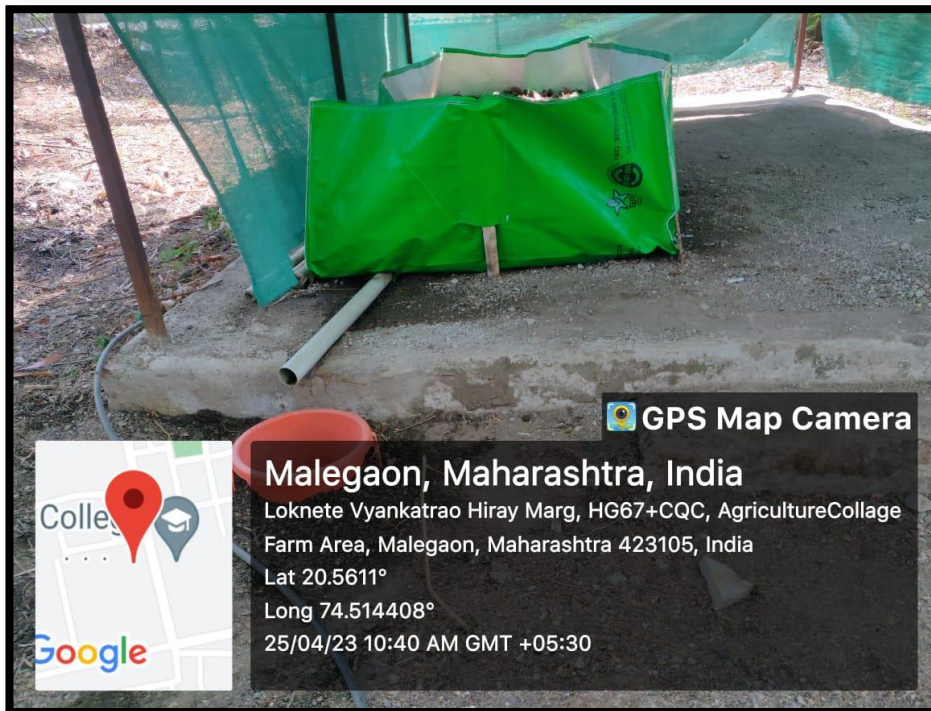 GPS Map Camera
Malegaon, Maharashtra, India
Loknete Vyankatrao Hiray Marg, HG67+CQC, AgricultureCollage
Farm Area, Malegaon, Maharashtra 423105, India
Lat 20.5611°
Long 74.514408°
25/04/23 10:40 AM GMT +05:30
Colleg
Google